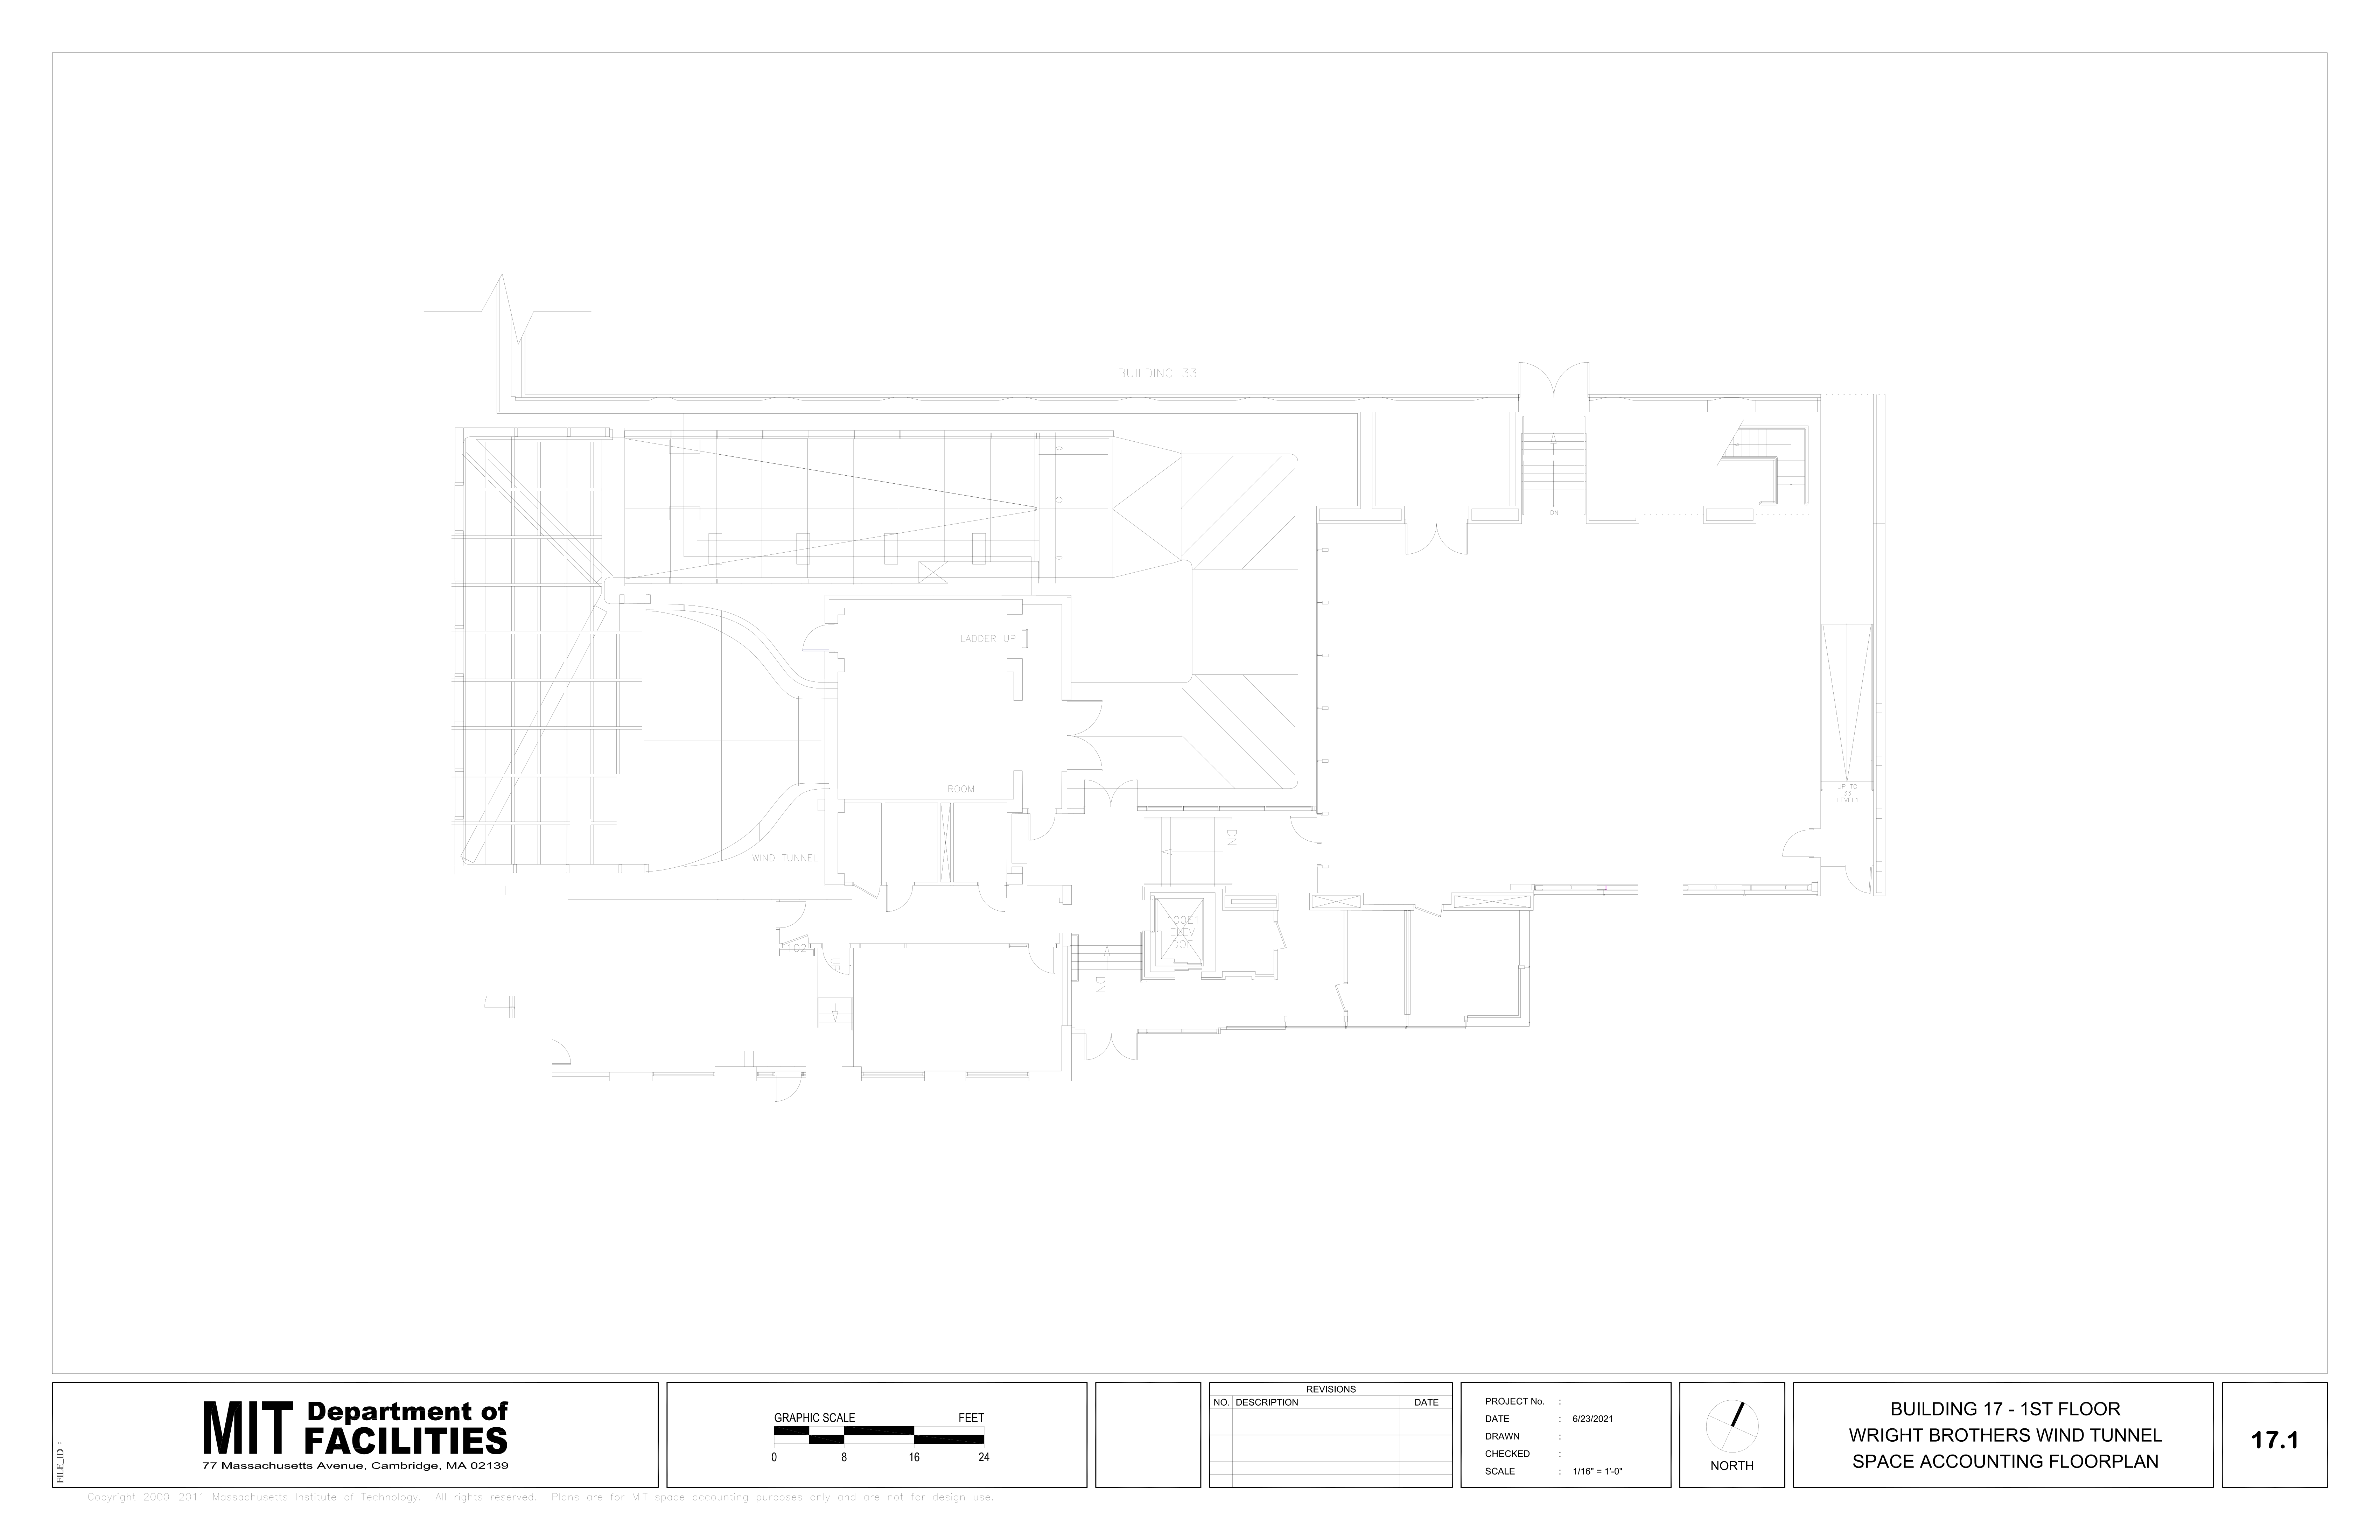 BUILDING 33
DN
LADDER UP
ROOM
UP TO
33
LEVEL1
WIND TUNNEL
DN
100E1
ELEV
DOF
102
UP
DN
FILE_ID :
MIT Department of
FACILITIES
77 Massachusetts Avenue, Cambridge, MA 02139
GRAPHIC SCALE FEET
0 8 16 24
REVISIONS
NO. DESCRIPTION DATE
PROJECT No. :
DATE : 6/23/2021
DRAWN :
CHECKED :
SCALE : 1/16" = 1'-0"
NORTH
BUILDING 17 - 1ST FLOOR
WRIGHT BROTHERS WIND TUNNEL
SPACE ACCOUNTING FLOORPLAN
17.1
Copyright 2000-2011 Massachusetts Institute of Technology. All rights reserved. Plans are for MIT space accounting purposes only and are not for design use.